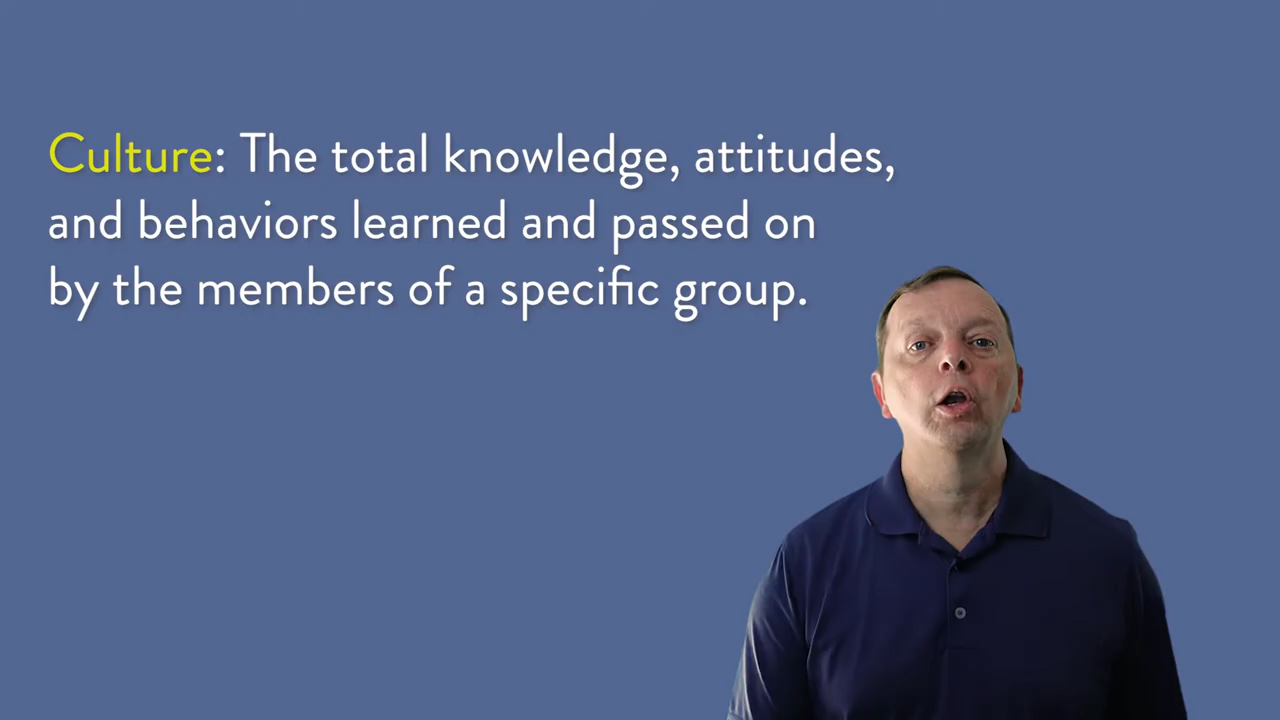 Culture: The total knowledge, attitudes,
and behaviors learned and passed on
by the members of a specific group.